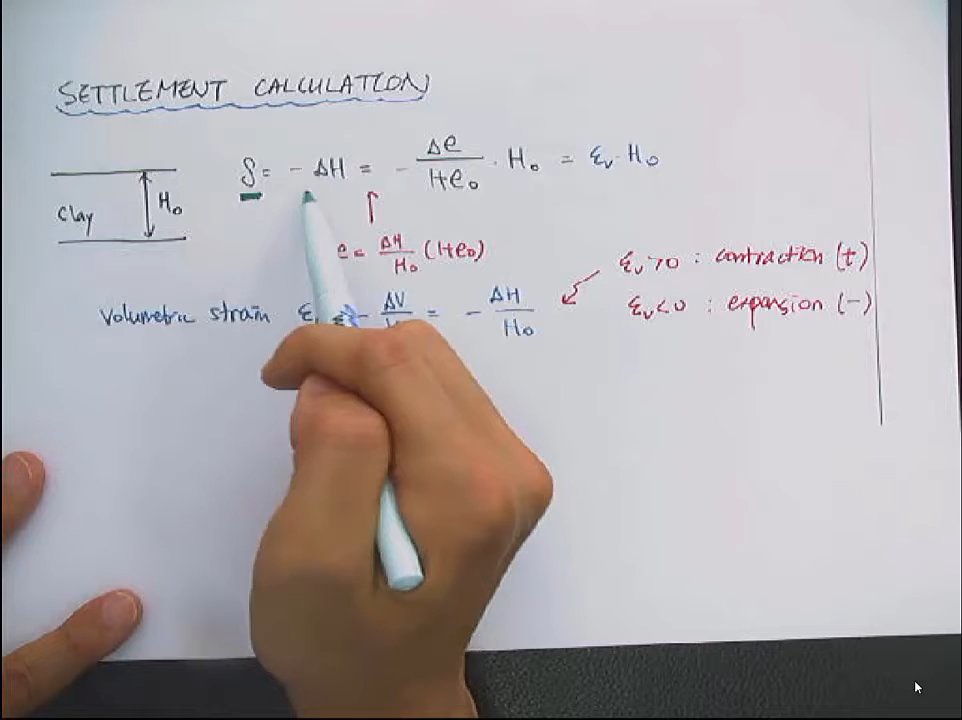 SETTLEMENT CALCULATION
Clay H₀ S = - ΔH = - Δe / 1+e₀ · H₀ = εᵥ · H₀
e = ΔH / H₀ (1+e₀)
εᵥ > 0 : contraction (+)
Volumetric strain = - ΔH / H₀
εᵥ < 0 : expansion (-)